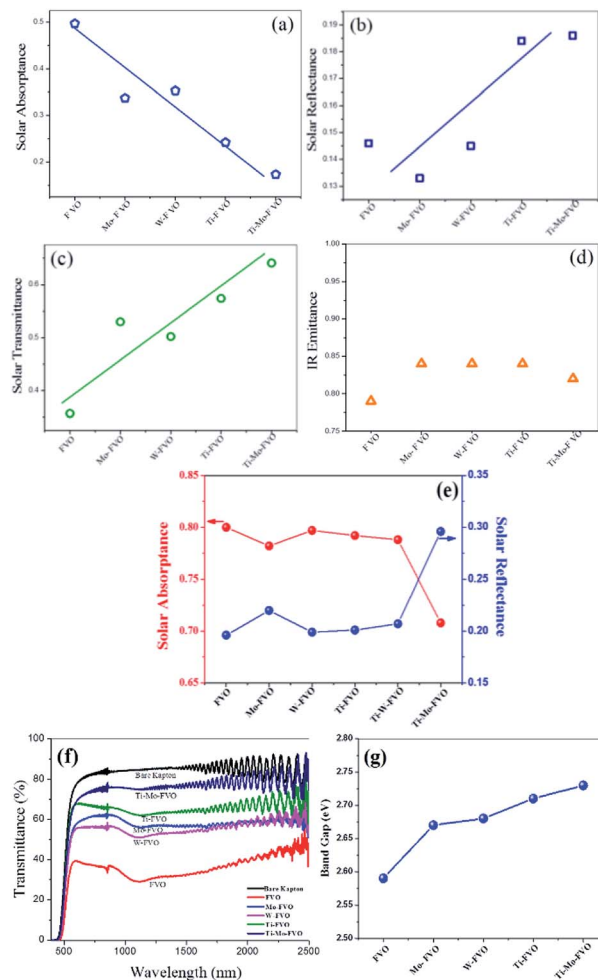 (a)
Solar Absorptance
0.5
0.4
0.3
0.2
FVO
Mo- F VO
W-FVO
Ti-F VO
Ti-Mo-F VO
(b)
Solar Reflectance
0.19
0.18
0.17
0.16
0.15
0.14
0.13
FVO
Mo-FVO
W-FVO
Ti-FVO
Ti-Mo-FVO
(c)
Solar Transmittance
0.6
0.5
0.4
FVO
Mo-FVO
W-FVO
Ti-FVO
Ti-Mo-FVO
(d)
IR Emittance
1.00
0.95
0.90
0.85
0.80
0.75
F VO
Mo- F VO
W-F VO
Ti-F VO
Ti-Mo-F VO
(e)
Solar Absorptance
0.85
0.80
0.75
0.70
0.65
Solar Reflectance
0.35
0.30
0.25
0.20
0.15
FVO
Mo-FVO
W-FVO
Ti-FVO
Ti-W-FVO
Ti-Mo-FVO
(f)
Transmittance (%)
100
80
60
40
20
0
Bare Kapton
Ti-Mo-FVO
Ti-FVO
Mo-FVO
W-FVO
FVO
Bare Kapton
FVO
Mo-FVO
W-FVO
Ti-FVO
Ti-Mo-FVO
500 1000 1500 2000 2500
Wavelength (nm)
(g)
Band Gap (eV)
2.80
2.75
2.70
2.65
2.60
2.55
2.50
FVO
Mo- FVO
W-FVO
Ti-FVO
Ti-Mo-FVO